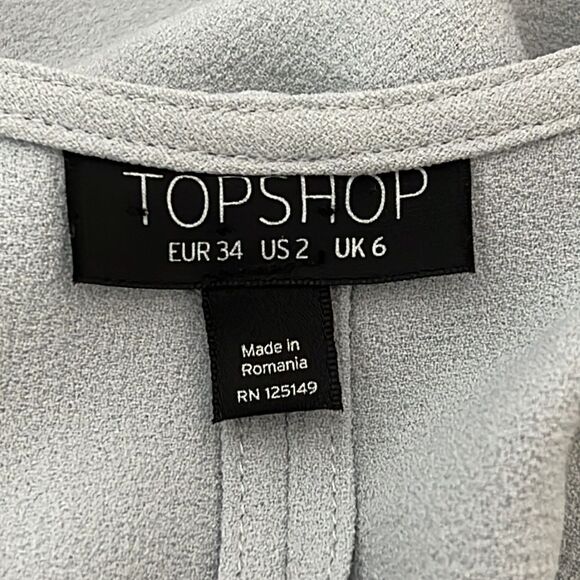 TOPSHOP
EUR 34 US 2 UK 6
Made in
Romania
RN 125149